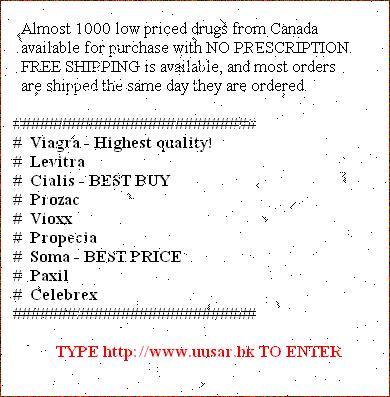 Almost 1000 low priced drugs from Canada
available for purchase with NO PRESCRIPTION.
FREE SHIPPING is available, and most orders
are shipped the same day they are ordered.
##############################
# Viagra - Highest quality!
# Levitra
# Cialis - BEST BUY
# Prozac
# Vioxx
# Propecia
# Soma - BEST PRICE
# Paxil
# Celebrex
##############################
TYPE http://www.uusar.hk TO ENTER